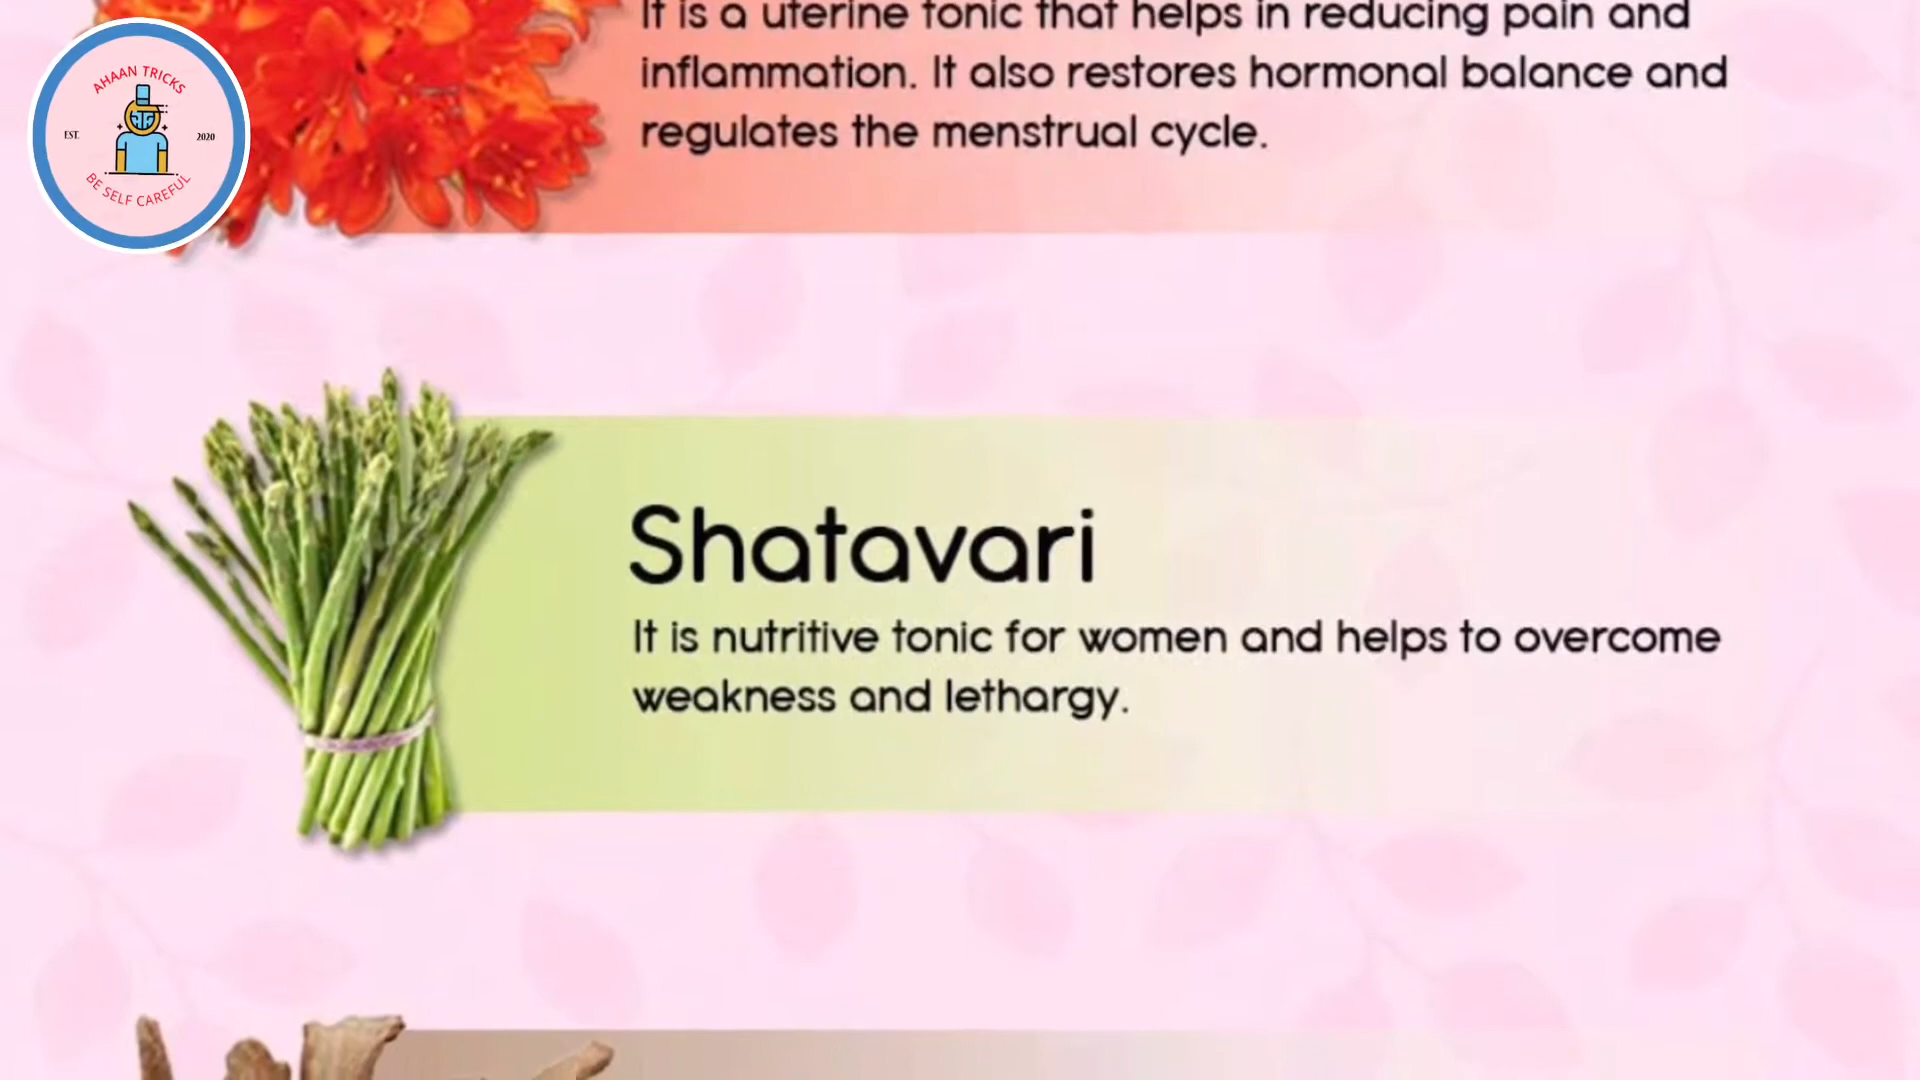 It is a uterine tonic that helps in reducing pain and
inflammation. It also restores hormonal balance and
regulates the menstrual cycle.
AHAAN TRICKS
EST.
2020
BE SELF CAREFUL
Shatavari
It is nutritive tonic for women and helps to overcome
weakness and lethargy.